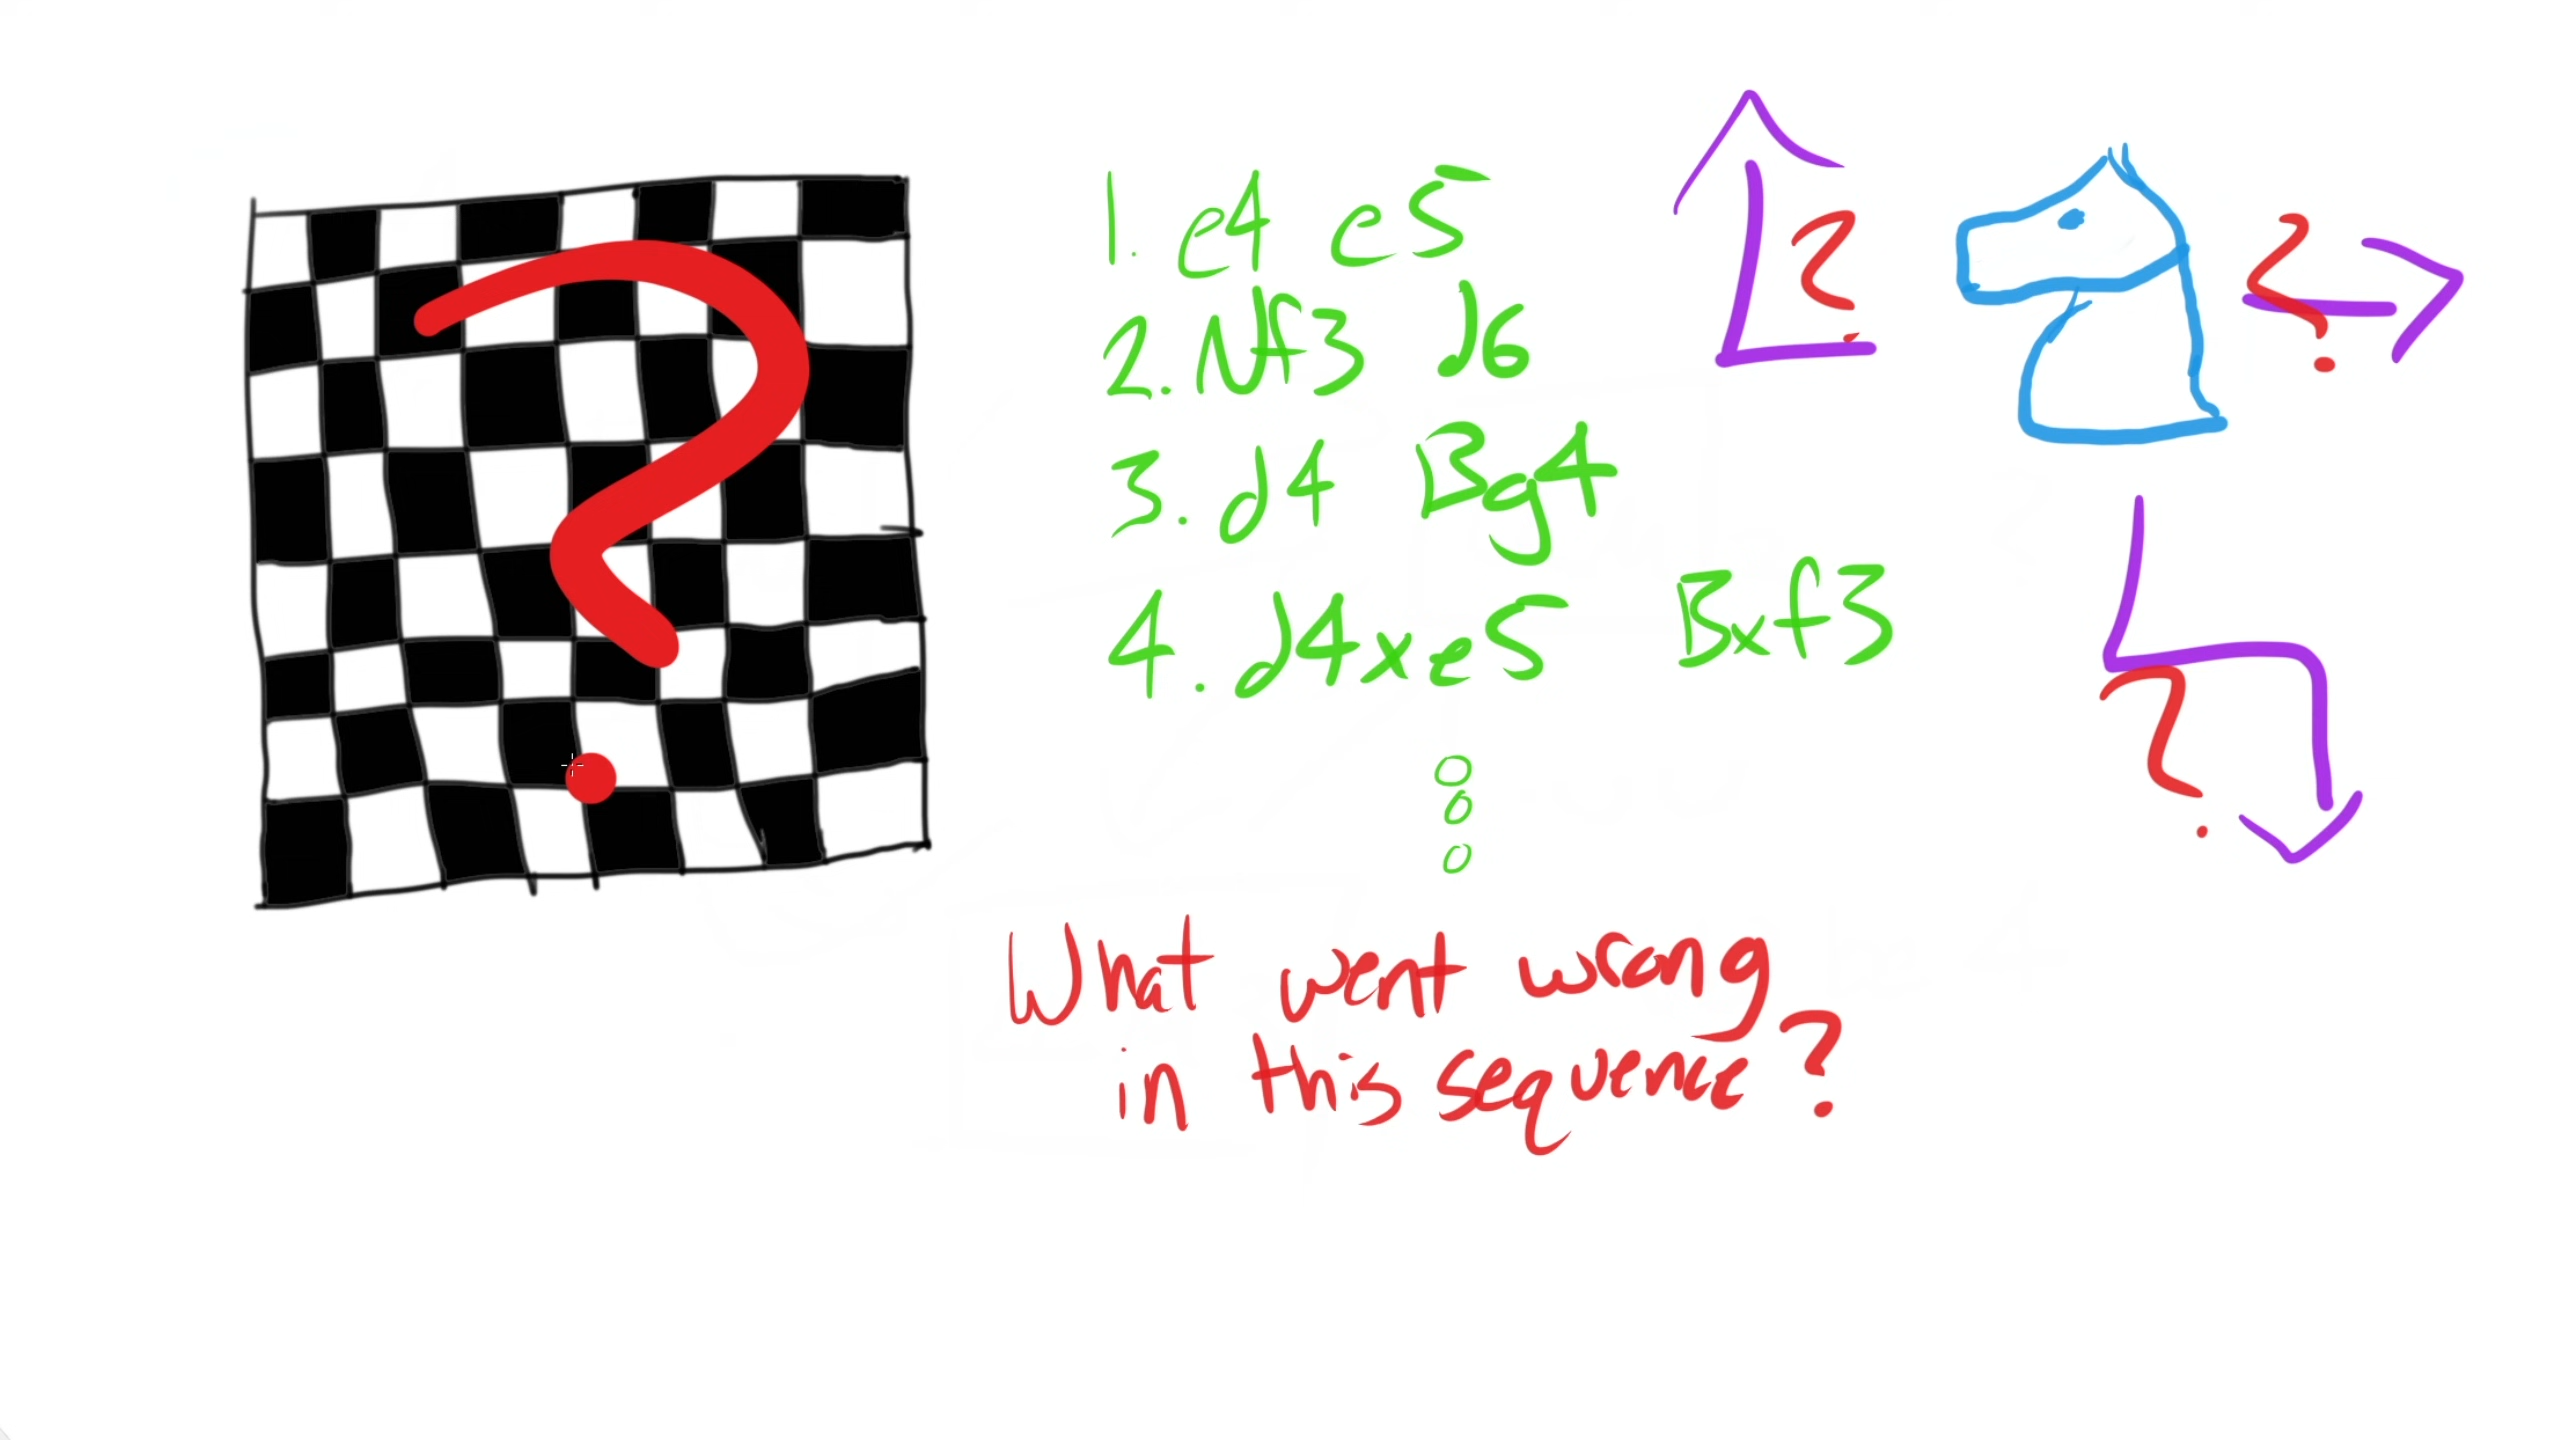 1. e4 e5
2. Nf3 d6
3. d4 Bg4
4. d4xe5 Bxf3
What went wrong
in this sequence?
?
?
?
?